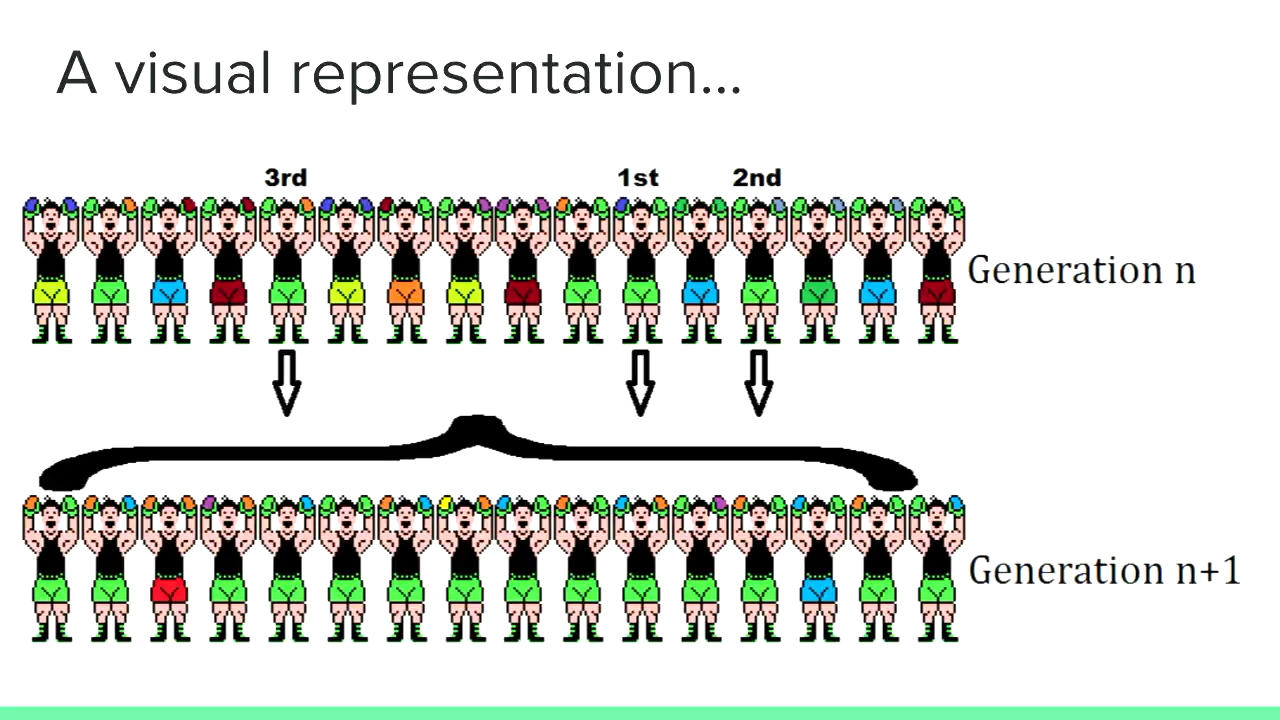 A visual representation...
3rd
1st
2nd
Generation n
Generation n+1